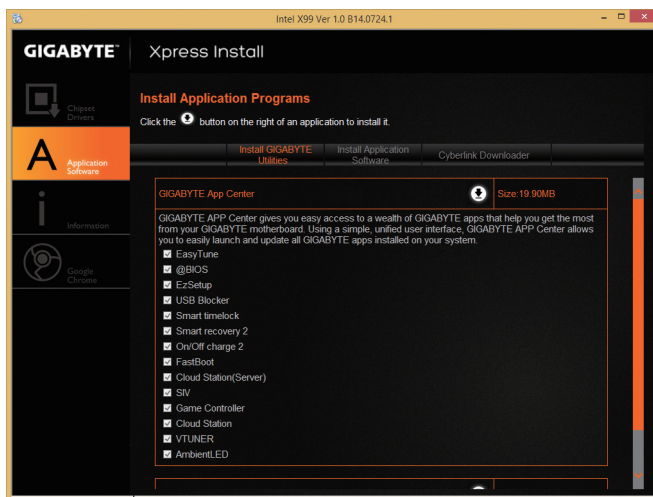 Intel X99 Ver 1.0 B14.0724.1
GIGABYTE™
Xpress Install
Chipset
Drivers
Application
Software
Information
Google
Chrome
Install Application Programs
Click the button on the right of an application to install it.
Install GIGABYTE
Utilities
Install Application
Software
Cyberlink Downloader
GIGABYTE App Center
Size:19.90MB
GIGABYTE APP Center gives you easy access to a wealth of GIGABYTE apps that help you get the most
from your GIGABYTE motherboard. Using a simple, unified user interface, GIGABYTE APP Center allows
you to easily launch and update all GIGABYTE apps installed on your system.
EasyTune
@BIOS
EzSetup
USB Blocker
Smart timelock
Smart recovery 2
On/Off charge 2
FastBoot
Cloud Station(Server)
SIV
Game Controller
Cloud Station
VTUNER
AmbientLED